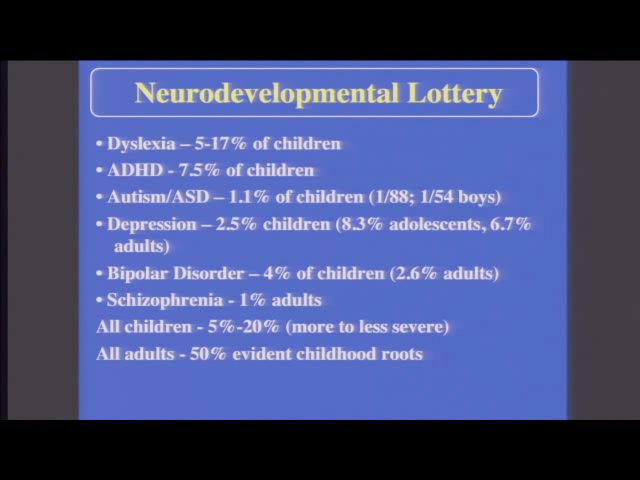 Neurodevelopmental Lottery
• Dyslexia – 5-17% of children
• ADHD - 7.5% of children
• Autism/ASD – 1.1% of children (1/88; 1/54 boys)
• Depression – 2.5% children (8.3% adolescents, 6.7%
adults)
• Bipolar Disorder – 4% of children (2.6% adults)
• Schizophrenia - 1% adults
All children - 5%-20% (more to less severe)
All adults - 50% evident childhood roots